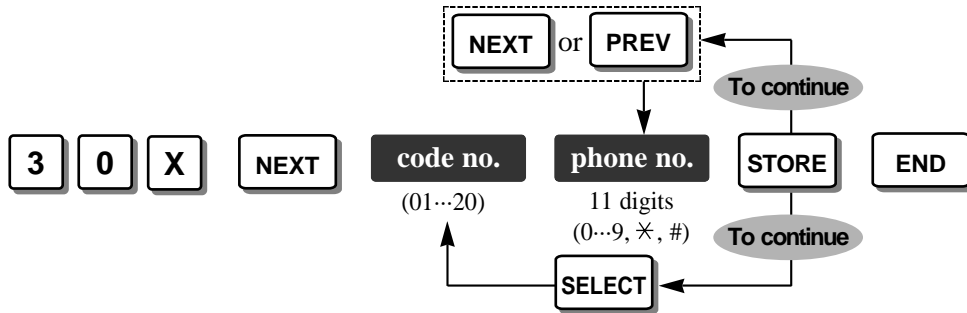 NEXT or PREV
To continue
3 0 X NEXT code no. phone no. STORE END
(01···20) 11 digits
(0···9, ✳, #)
To continue
SELECT